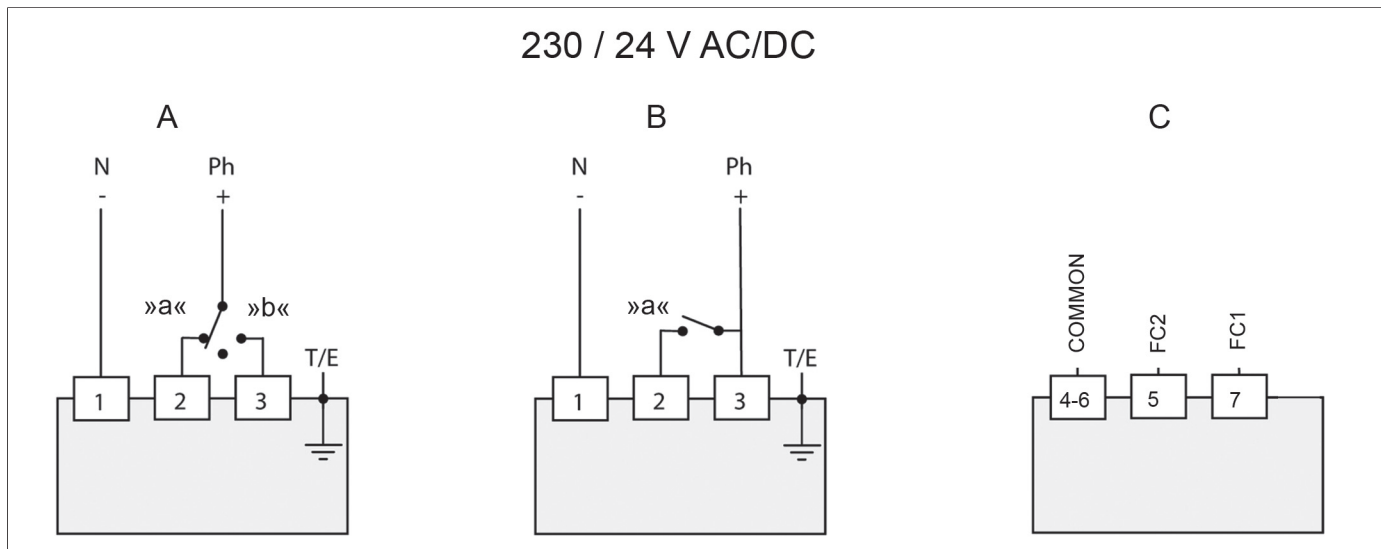 230 / 24 V AC/DC
A
N
Ph
-
+
»a«
»b«
T/E
1
2
3
B
N
Ph
-
+
»a«
T/E
1
2
3
C
COMMON
FC2
FC1
4-6
5
7